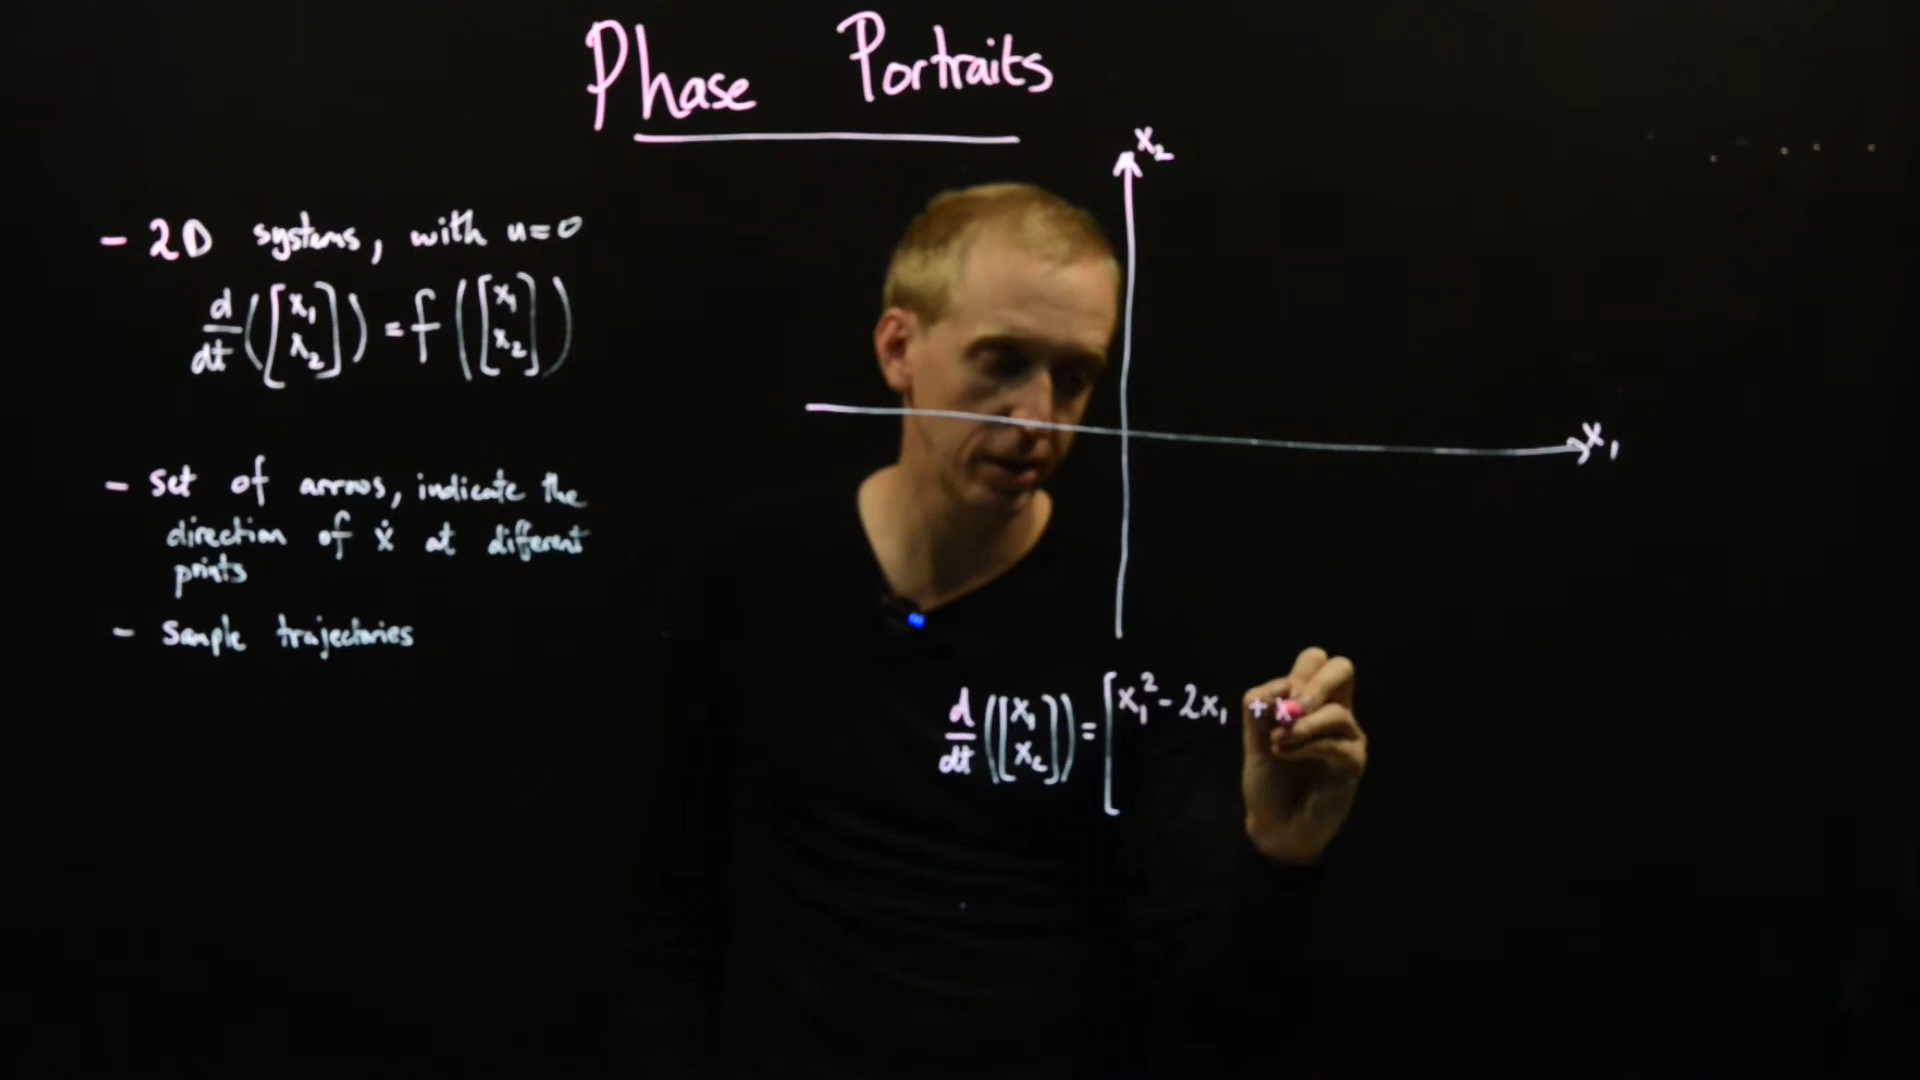 Phase Portraits
x₂
- 2D systems, with u=0
d/dt([x₁ x₂]) = f([x₁ x₂])
x₁
- set of arrows, indicate the
direction of ẋ at different
points
- Sample trajectories
d/dt([x₁ x₂]) = [x₁² - 2x₁ + x